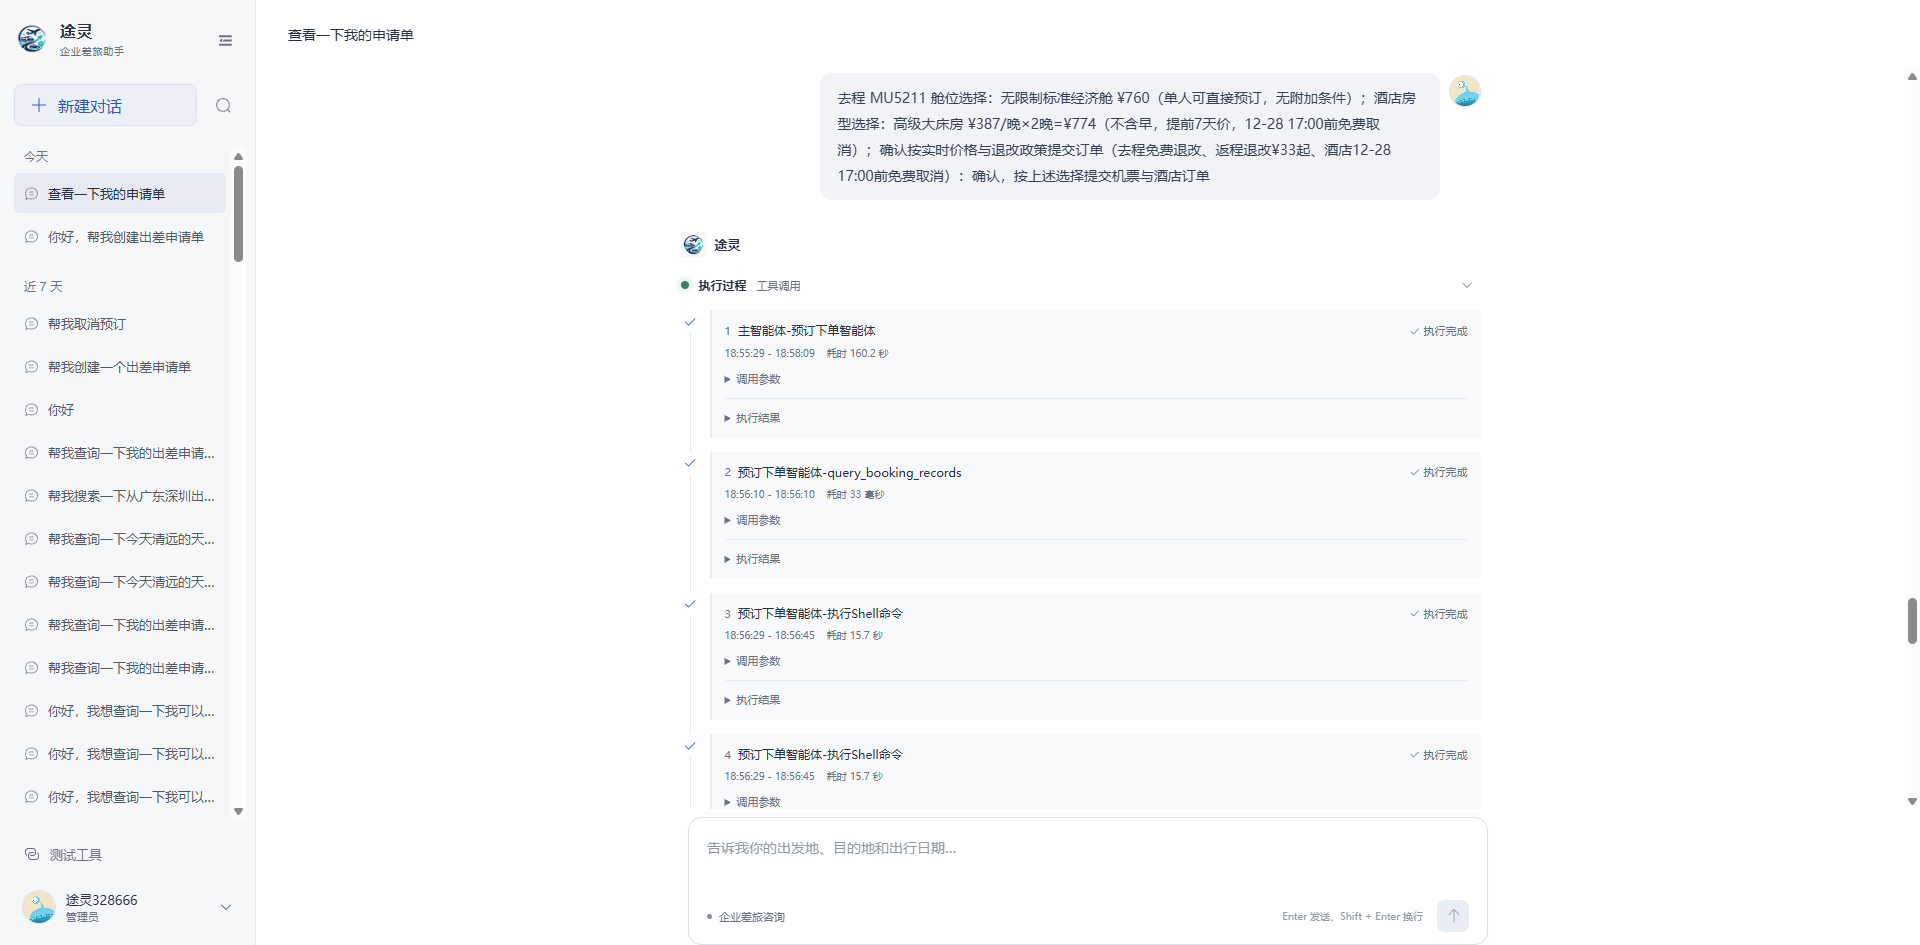 途灵
企业差旅助手
新建对话
今天
查看一下我的申请单
你好，帮我创建出差申请单
近 7 天
帮我取消预订
帮我创建一个出差申请单
你好
帮我查询一下我的出差申请...
帮我搜索一下从广东深圳出...
帮我查询一下今天清远的天...
帮我查询一下今天清远的天...
帮我查询一下我的出差申请...
帮我查询一下我的出差申请...
你好，我想查询一下我可以...
你好，我想查询一下我可以...
你好，我想查询一下我可以...
测试工具
途灵328666
管理员
查看一下我的申请单
去程 MU5211 舱位选择：无限制标准经济舱 ¥760（单人可直接预订，无附加条件）；酒店房
型选择：高级大床房 ¥387/晚×2晚=¥774（不含早，提前7天价，12-28 17:00前免费取
消）；确认按实时价格与退改政策提交订单（去程免费退改、返程退改¥33起、酒店12-28
17:00前免费取消）：确认，按上述选择提交机票与酒店订单
途灵
执行过程 工具调用
1 主智能体-预订下单智能体
执行完成
18:55:29 - 18:58:09 耗时 160.2 秒
调用参数
执行结果
2 预订下单智能体-query_booking_records
执行完成
18:56:10 - 18:56:10 耗时 33 毫秒
调用参数
执行结果
3 预订下单智能体-执行Shell命令
执行完成
18:56:29 - 18:56:45 耗时 15.7 秒
调用参数
执行结果
4 预订下单智能体-执行Shell命令
执行完成
18:56:29 - 18:56:45 耗时 15.7 秒
调用参数
告诉我你的出发地、目的地和出行日期...
企业差旅咨询
Enter 发送，Shift + Enter 换行